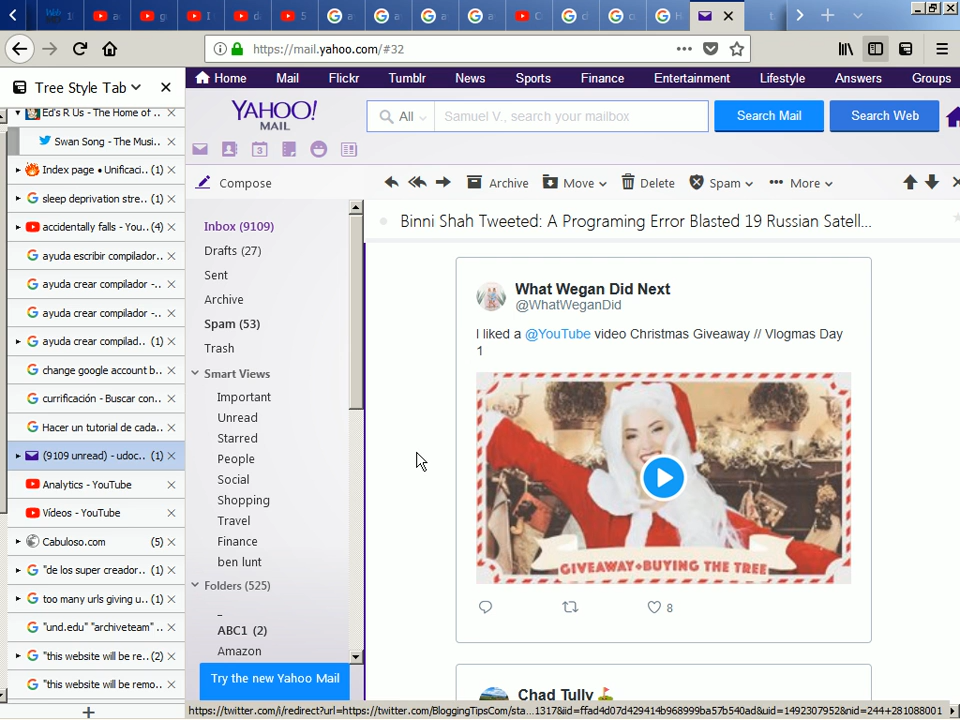 https://mail.yahoo.com/#32
Tree Style Tab
Home Mail Flickr Tumblr News Sports Finance Entertainment Lifestyle Answers Groups
YAHOO!
MAIL
All Samuel V., search your mailbox Search Mail Search Web
Compose
Archive Move Delete Spam More
Binni Shah Tweeted: A Programing Error Blasted 19 Russian Satell...
Ed's R Us - The Home of ..
Swan Song - The Musi..
Index page • Unificaci.. (1)
sleep deprivation stre.. (1)
accidentally falls - You.. (4)
ayuda escribir compilador..
ayuda crear compilador -..
ayuda crear compilador -..
ayuda crear compilad.. (1)
change google account b..
currificación - Buscar con..
Hacer un tutorial de cada..
(9109 unread) - udoc.. (1)
Analytics - YouTube
Vídeos - YouTube
Cabuloso.com (5)
"de los super creador.. (1)
too many urls giving u.. (1)
"und.edu" "archiveteam" ..
"this website will be re.. (2)
"this website will be remo..
Inbox (9109)
Drafts (27)
Sent
Archive
Spam (53)
Trash
Smart Views
Important
Unread
Starred
People
Social
Shopping
Travel
Finance
ben lunt
Folders (525)
_
ABC1 (2)
Amazon
Try the new Yahoo Mail
What Wegan Did Next
@WhatWeganDid
I liked a @YouTube video Christmas Giveaway // Vlogmas Day
1
GIVEAWAY+BUYING THE TREE
8
Chad Tully
https://twitter.com/i/redirect?url=https://twitter.com/BloggingTipsCom/sta...1317&iid=ffad4d07d429414b968999ba57b540ad&uid=1492307952&nid=244+281088001